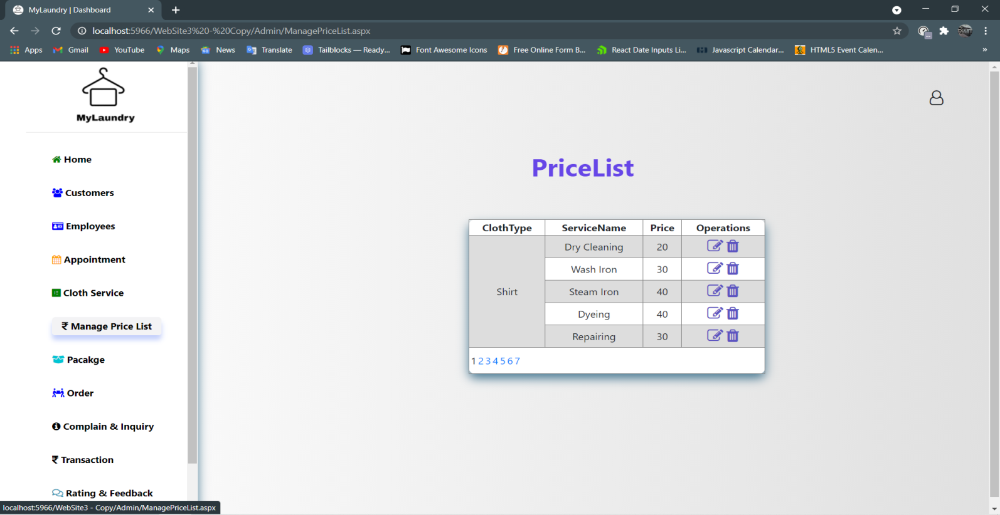 MyLaundry | Dashboard
localhost:5966/WebSite3%20-%20Copy/Admin/ManagePriceList.aspx
Apps
Gmail
YouTube
Maps
News
Translate
Tailblocks — Ready...
Font Awesome Icons
Free Online Form B...
React Date Inputs Li...
Javascript Calendar...
HTML5 Event Calen...
»
MyLaundry
Home
Customers
Employees
Appointment
Cloth Service
₹ Manage Price List
Pacakge
Order
Complain & Inquiry
₹ Transaction
Rating & Feedback
PriceList
ClothType ServiceName Price Operations
Dry Cleaning 20
Wash Iron 30
Shirt Steam Iron 40
Dyeing 40
Repairing 30
1 2 3 4 5 6 7
localhost:5966/WebSite3 - Copy/Admin/ManagePriceList.aspx